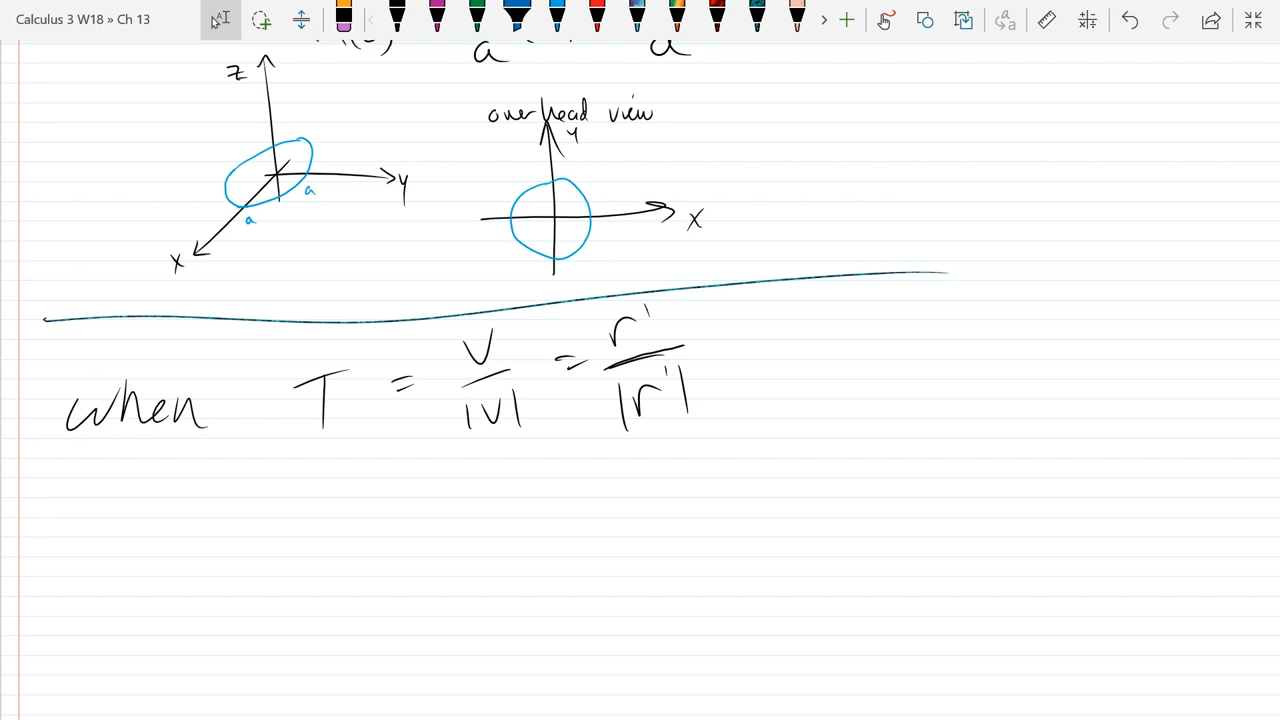 Calculus 3 W18 » Ch 13
a
z
y
a
a
x
overhead view
y
x
when T = v/|v| = r'/|r'|